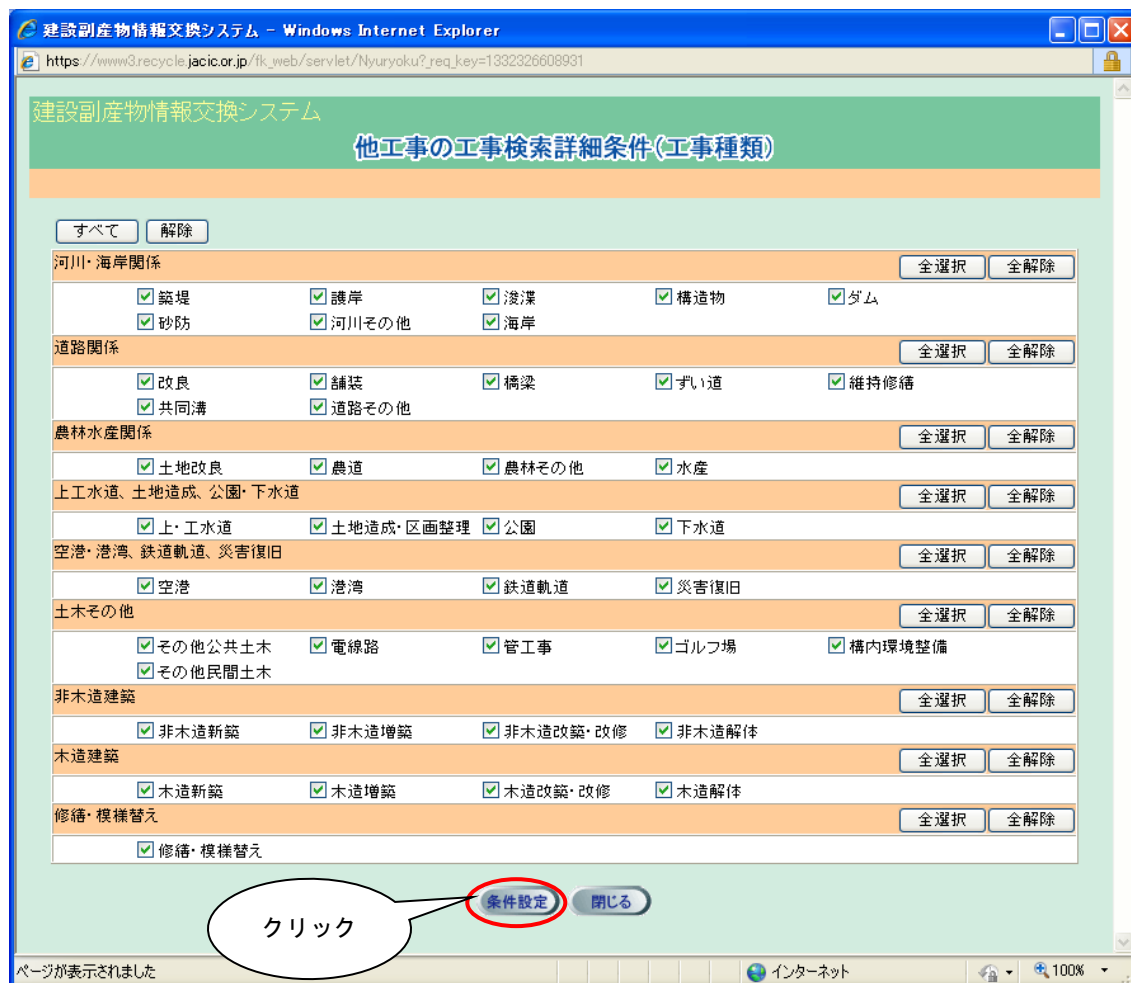 建設副産物情報交換システム - Windows Internet Explorer
https://www3.recycle.jacic.or.jp/fk_web/servlet/Nyuryoku?_req_key=1332326608931
建設副産物情報交換システム
他工事の工事検索詳細条件(工事種類)
すべて 解除
河川・海岸関係 全選択 全解除
築堤 護岸 浚渫 構造物 ダム
砂防 河川その他 海岸
道路関係 全選択 全解除
改良 舗装 橋梁 ずい道 維持修繕
共同溝 道路その他
農林水産関係 全選択 全解除
土地改良 農道 農林その他 水産
上工水道、土地造成、公園・下水道 全選択 全解除
上・工水道 土地造成・区画整理 公園 下水道
空港・港湾、鉄道軌道、災害復旧 全選択 全解除
空港 港湾 鉄道軌道 災害復旧
土木その他 全選択 全解除
その他公共土木 電線路 管工事 ゴルフ場 構内環境整備
その他民間土木
非木造建築 全選択 全解除
非木造新築 非木造増築 非木造改築・改修 非木造解体
木造建築 全選択 全解除
木造新築 木造増築 木造改築・改修 木造解体
修繕・模様替え 全選択 全解除
修繕・模様替え
条件設定 閉じる
クリック
ページが表示されました インターネット 100%